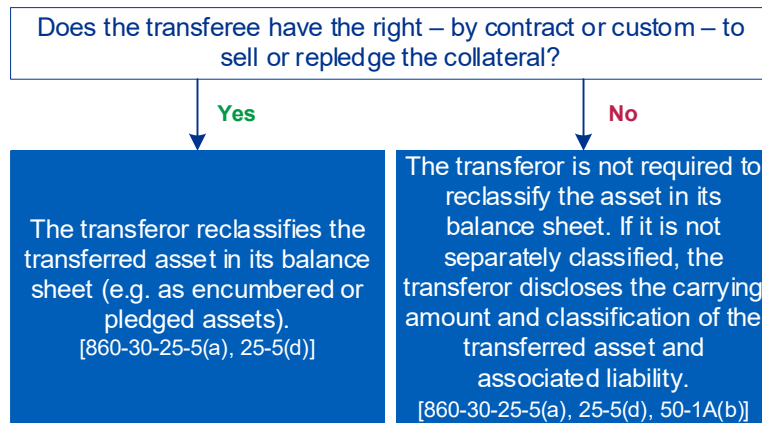 Does the transferee have the right – by contract or custom – to
sell or repledge the collateral?
Yes
No
The transferor reclassifies the
transferred asset in its balance
sheet (e.g. as encumbered or
pledged assets).
[860-30-25-5(a), 25-5(d)]
The transferor is not required to
reclassify the asset in its
balance sheet. If it is not
separately classified, the
transferor discloses the carrying
amount and classification of the
transferred asset and
associated liability.
[860-30-25-5(a), 25-5(d), 50-1A(b)]